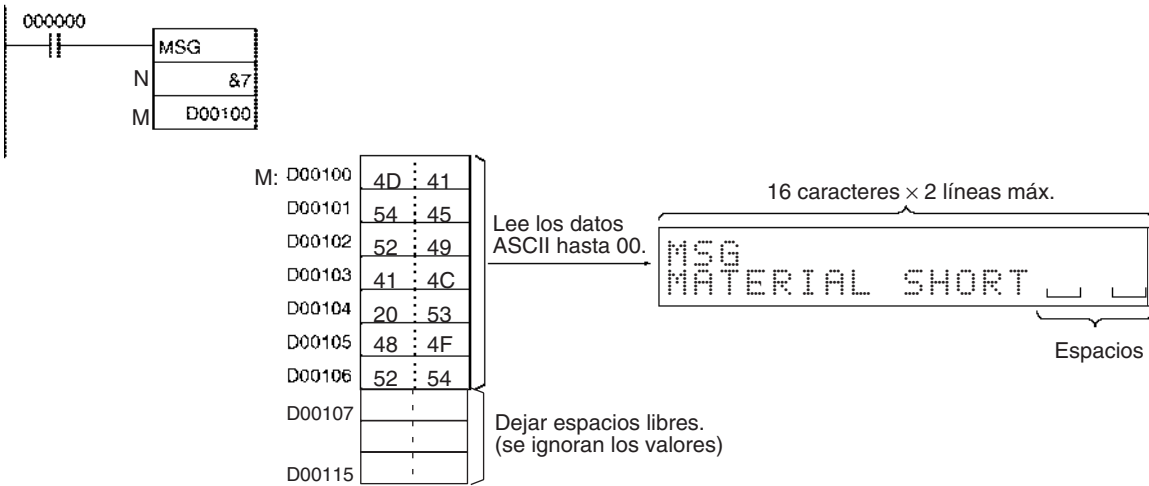 000000
MSG
N &7
M D00100
M: D00100 4D 41
D00101 54 45
D00102 52 49
D00103 41 4C
D00104 20 53
D00105 48 4F
D00106 52 54
D00107
D00115
Lee los datos
ASCII hasta 00.
Dejar espacios libres.
(se ignoran los valores)
16 caracteres × 2 líneas máx.
MSG
MATERIAL SHORT
Espacios